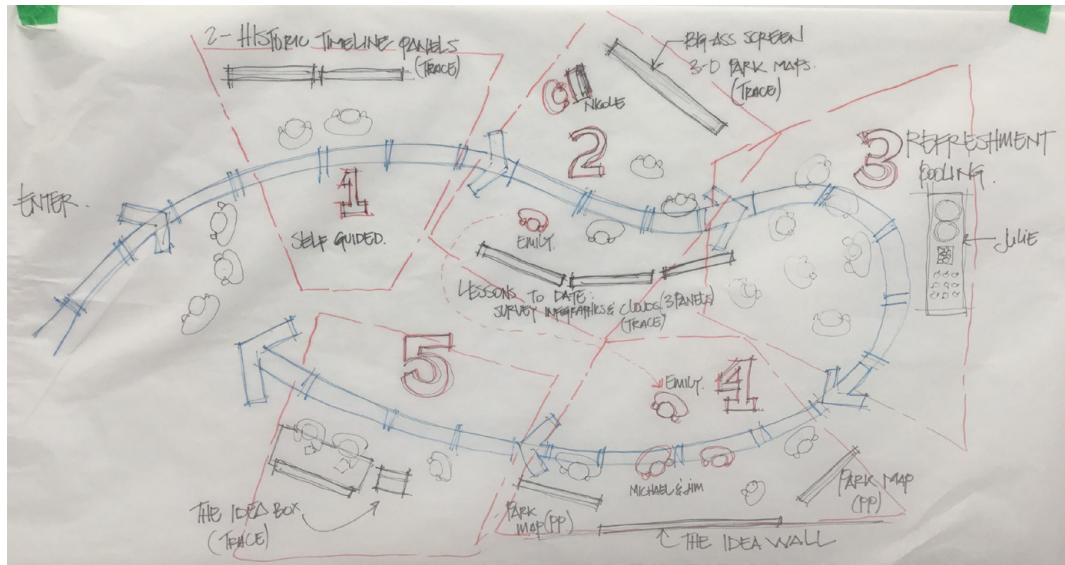 2- HISTORIC TIMELINE PANELS
(TRACE)
BIG-ASS SCREEN
3-D PARK MAPS.
(TRACE)
NICOLE
2
3
REFRESHMENT
COOLING.
JULIE
ENTER.
1
SELF GUIDED.
EMILY.
LESSONS TO DATE:
SURVEY INFOGRAPHICS & CLOUDS (3 PANELS)
(TRACE)
5
EMILY.
4
MICHAEL & JIM
PARK MAP
(PP)
PARK
MAP (PP)
THE IDEA BOX
(TRACE)
THE IDEA WALL